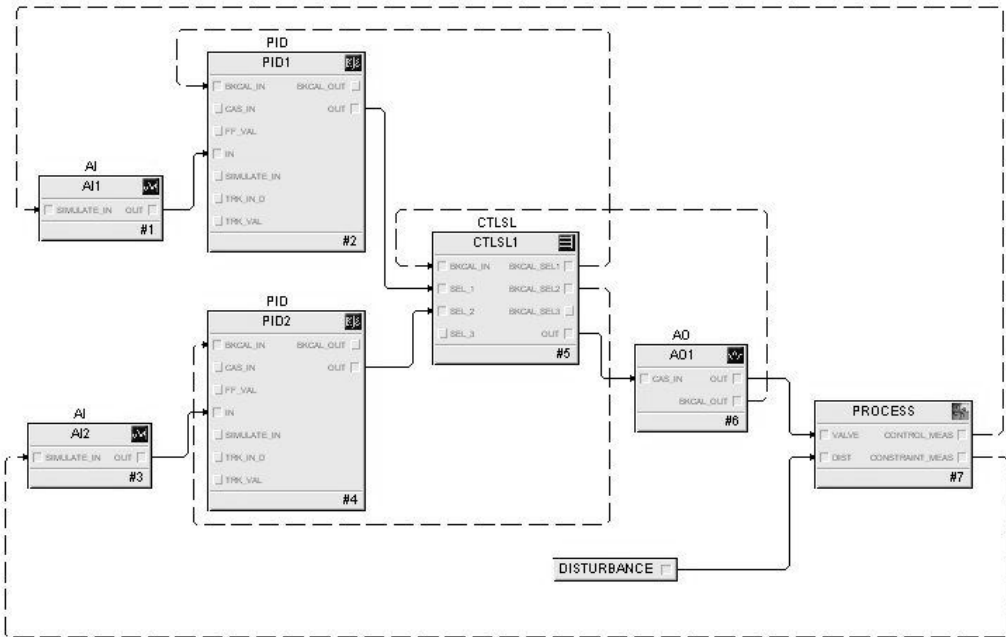 PID
PID1
BKCAL_IN BKCAL_OUT
CAS_IN OUT
FF_VAL
IN
SIMULATE_IN
TRK_IN_D
TRK_VAL
#2
AI
AI1
SIMULATE_IN OUT
#1
CTLSL
CTLSL1
BKCAL_IN BKCAL_SEL1
SEL_1 BKCAL_SEL2
SEL_2 BKCAL_SEL3
SEL_3 OUT
#5
PID
PID2
BKCAL_IN BKCAL_OUT
CAS_IN OUT
FF_VAL
IN
SIMULATE_IN
TRK_IN_D
TRK_VAL
#4
AI
AI2
SIMULATE_IN OUT
#3
AO
AO1
CAS_IN OUT
BKCAL_OUT
#6
PROCESS
VALVE CONTROL_MEAS
DIST CONSTRAINT_MEAS
#7
DISTURBANCE